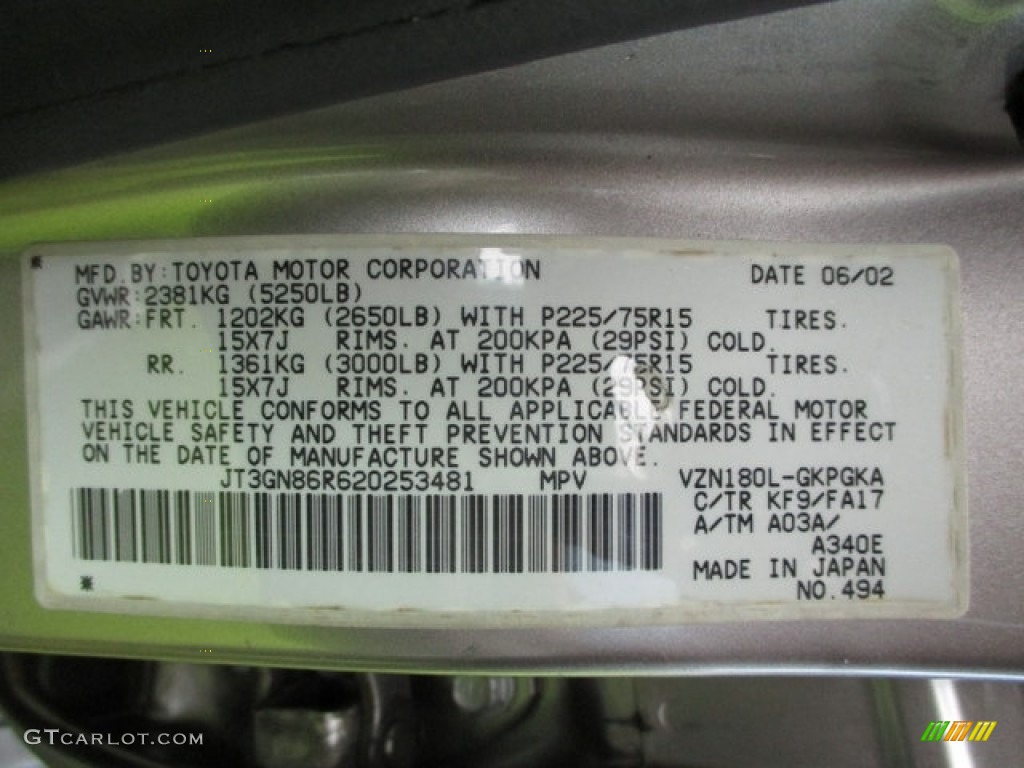 MFD. BY: TOYOTA MOTOR CORPORATION DATE 06/02
GVWR: 2381KG (5250LB)
GAWR: FRT. 1202KG (2650LB) WITH P225/75R15 TIRES.
15X7J RIMS. AT 200KPA (29PSI) COLD.
RR. 1361KG (3000LB) WITH P225/75R15 TIRES.
15X7J RIMS. AT 200KPA (29PSI) COLD.
THIS VEHICLE CONFORMS TO ALL APPLICABLE FEDERAL MOTOR
VEHICLE SAFETY AND THEFT PREVENTION STANDARDS IN EFFECT
ON THE DATE OF MANUFACTURE SHOWN ABOVE.
JT3GN86R620253481 MPV VZN180L-GKPGKA
C/TR KF9/FA17
A/TM A03A/
A340E
MADE IN JAPAN
NO. 494
GTCARLOT.COM